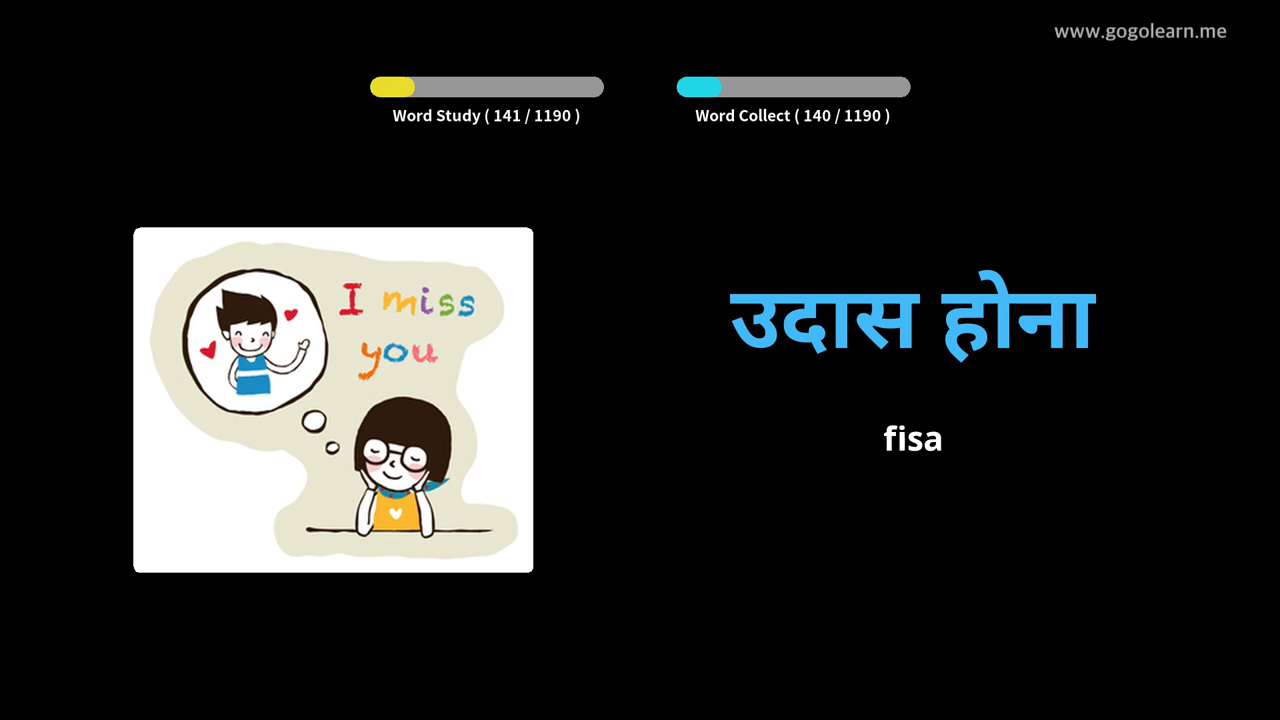 www.gogolearn.me
Word Study ( 141 / 1190 )
Word Collect ( 140 / 1190 )
I miss
you
उदास होना
fisa